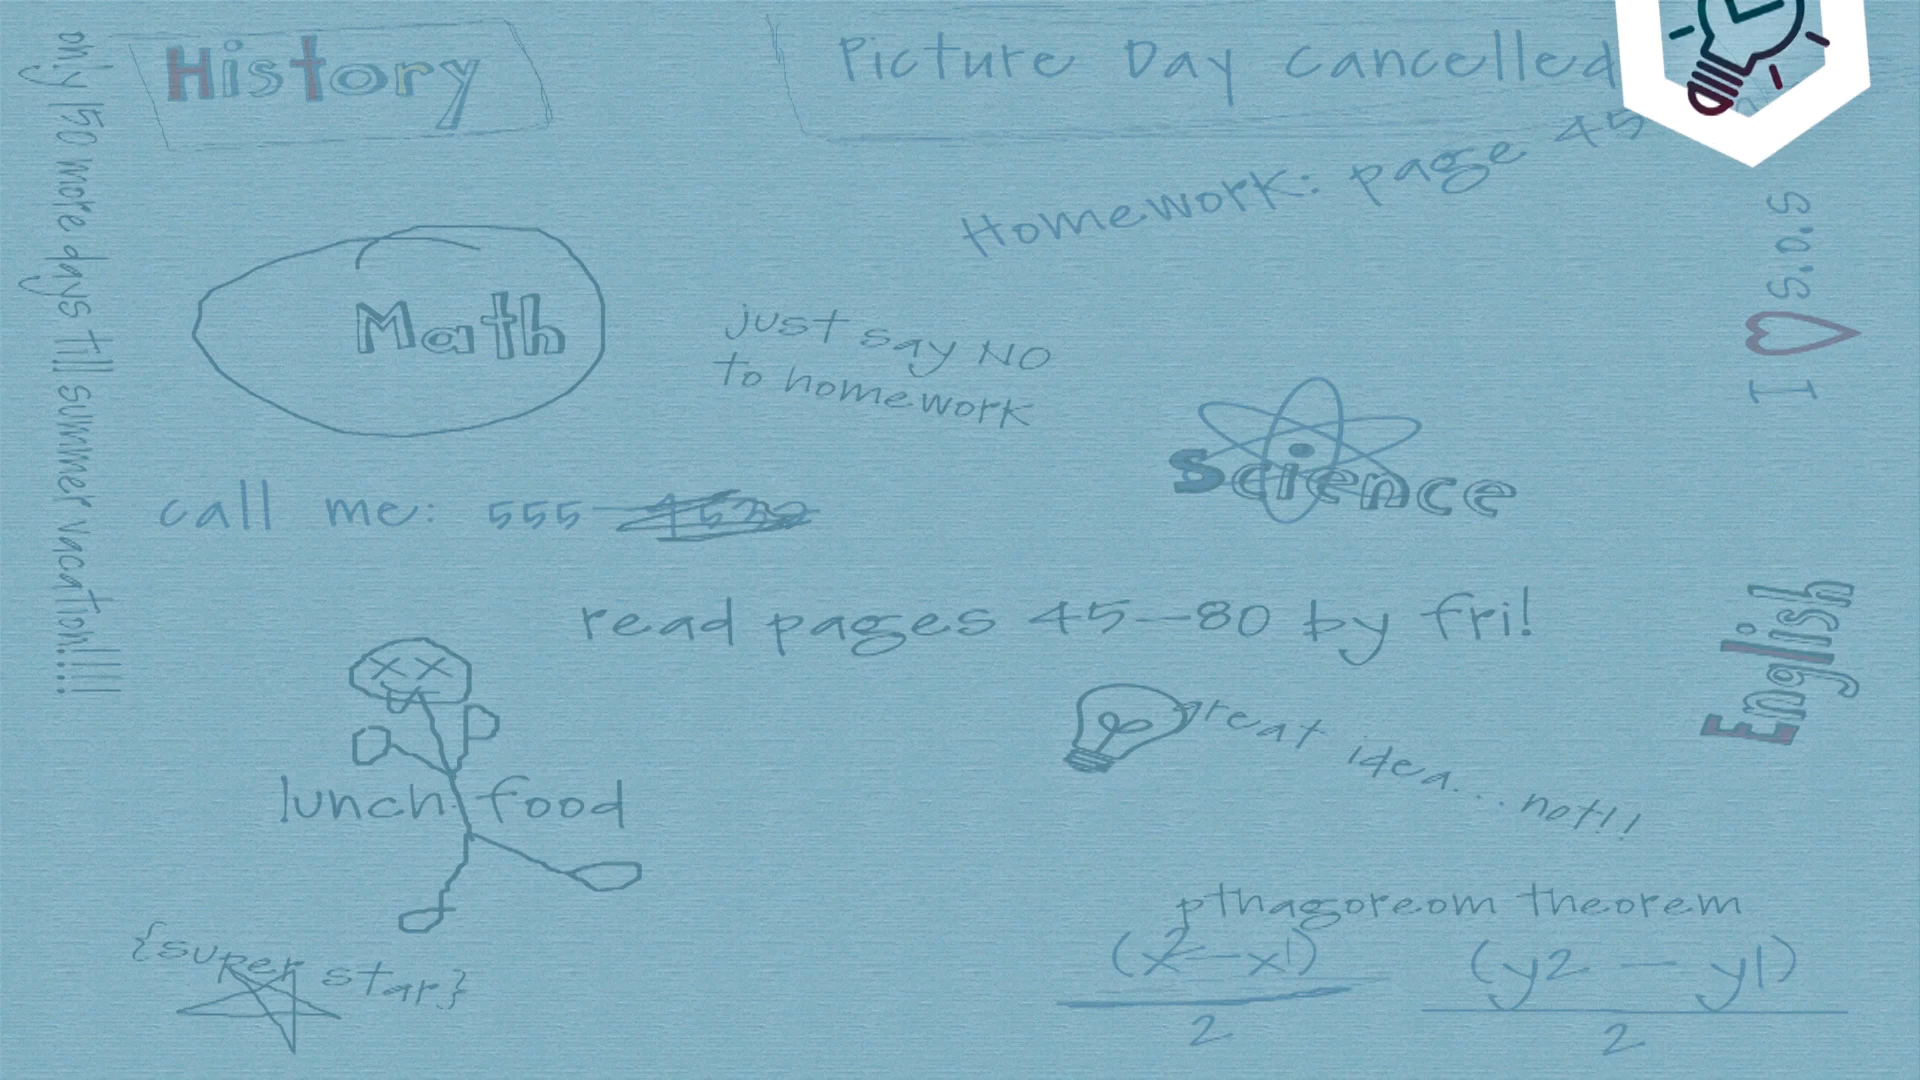 History
Picture Day Cancelled
only 150 more days till summer vacation!!!!!
Homework: page 45
I ♡ s.o.s
Math
just say NO
to homework
Science
call me: 555-
read pages 45-80 by fri!
English
great idea... not!!
lunch food
pthagoreom theorem
{super star}
(x2-x1)
2
(y2 - y1)
2